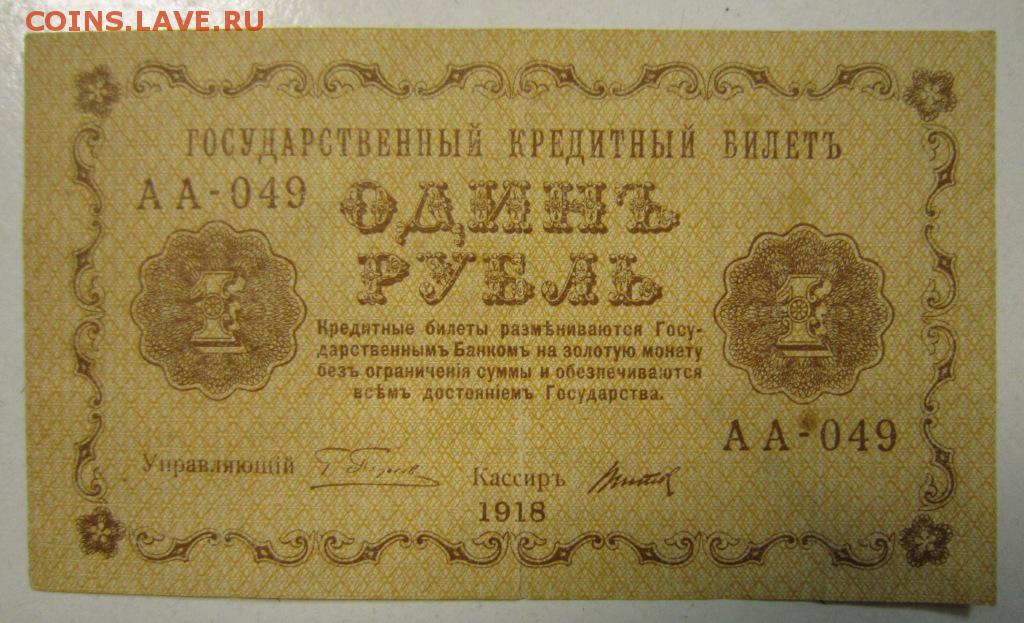 COINS.LAVE.RU
ГОСУДАРСТВЕННЫЙ КРЕДИТНЫЙ БИЛЕТЪ
АА-049
ОДИНЪ
РУБЛЬ
1
1
Кредитные билеты размѣниваются Госу-
дарственнымъ Банкомъ на золотую монету
безъ ограниченія суммы и обезпечиваются
всѣмъ достояніемъ Государства.
АА-049
Управляющій
Кассиръ
1918